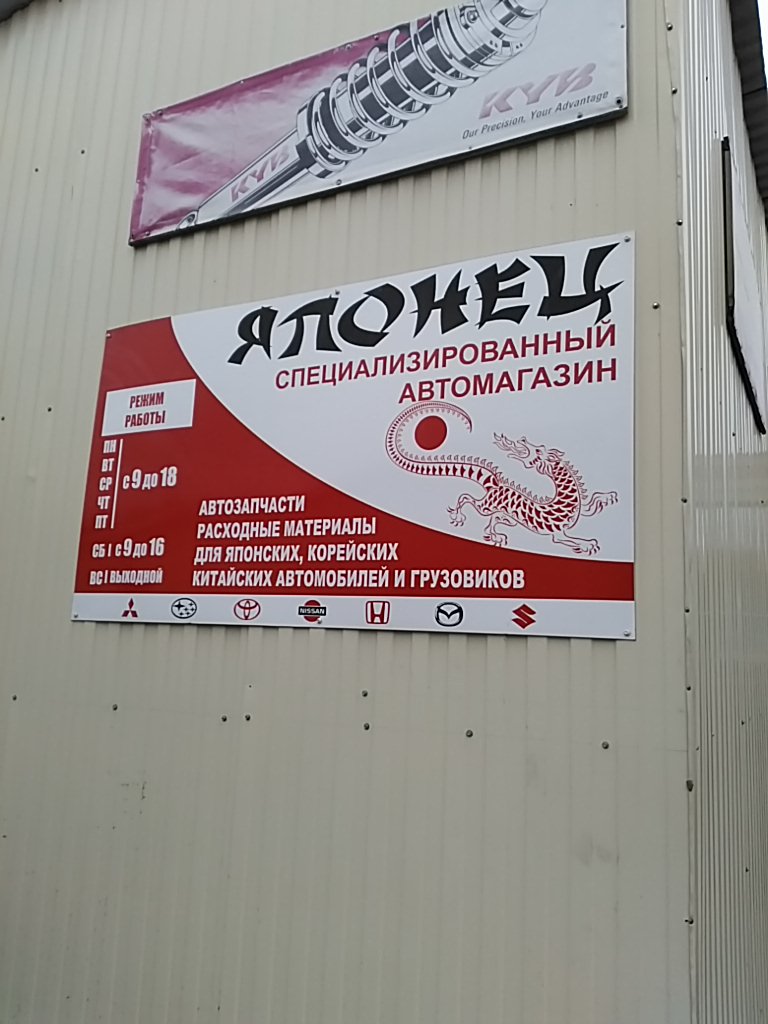 KYB
Our Precision, Your Advantage
KYB
ЯПОНЕЦ
СПЕЦИАЛИЗИРОВАННЫЙ
АВТОМАГАЗИН
РЕЖИМ
РАБОТЫ
ПН
ВТ
СР
ЧТ
ПТ
с 9 до 18
СБ | с 9 до 16
ВС | ВЫХОДНОЙ
АВТОЗАПЧАСТИ
РАСХОДНЫЕ МАТЕРИАЛЫ
ДЛЯ ЯПОНСКИХ, КОРЕЙСКИХ
КИТАЙСКИХ АВТОМОБИЛЕЙ И ГРУЗОВИКОВ
NISSAN